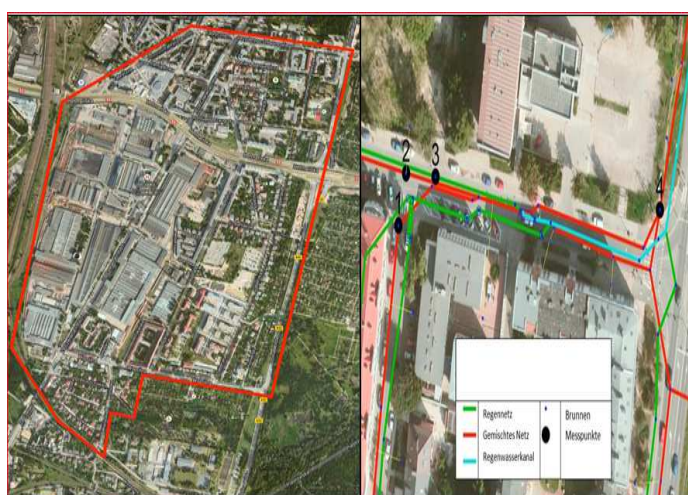 2
3
4
1
Regennetz
Gemischtes Netz
Regenwasserkanal
Brunnen
Messpunkte